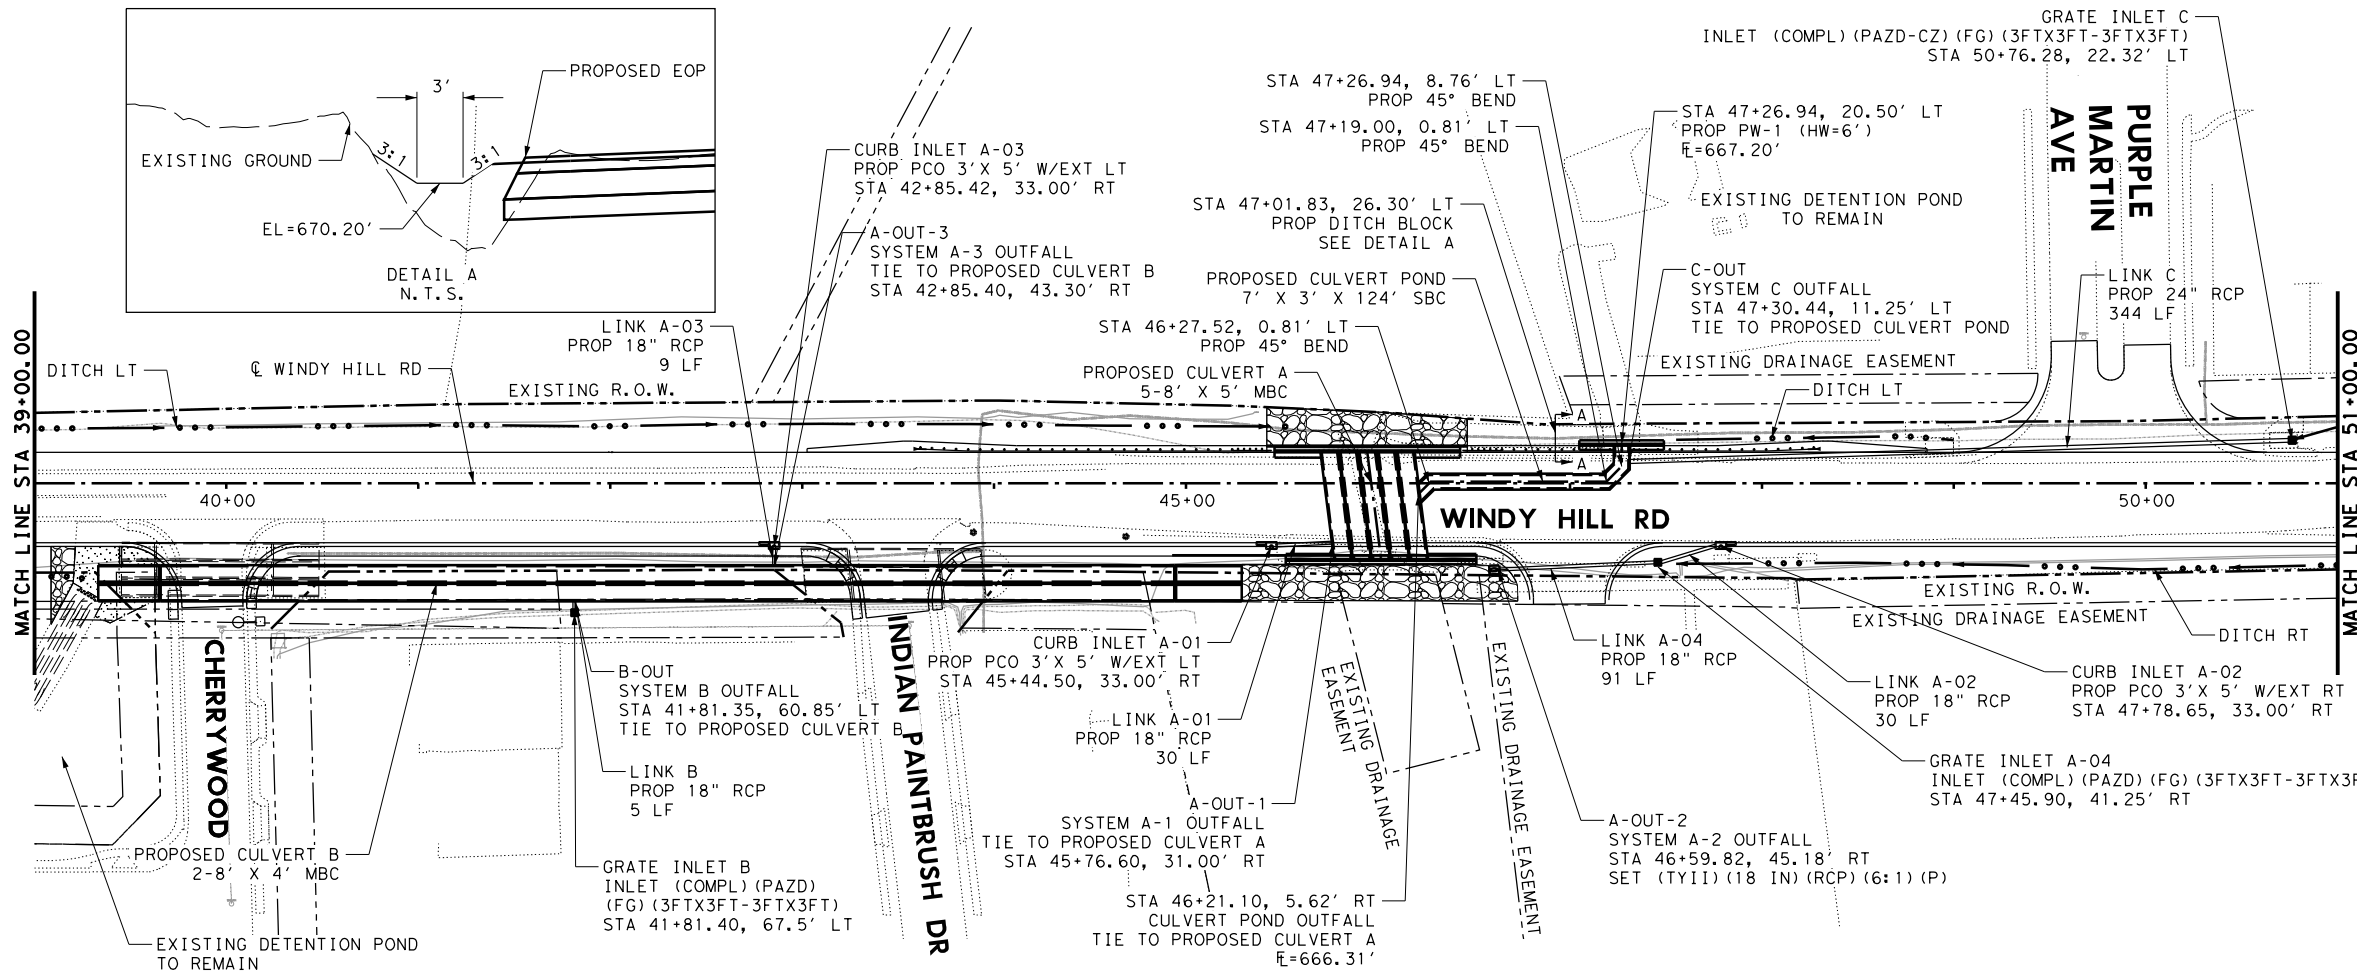 PROPOSED EOP
3'
EXISTING GROUND
3:1
3:1
EL=670.20'
DETAIL A
N.T.S.
CURB INLET A-03
PROP PCO 3'X 5' W/EXT LT
STA 42+85.42, 33.00' RT
A-OUT-3
SYSTEM A-3 OUTFALL
TIE TO PROPOSED CULVERT B
STA 42+85.40, 43.30' RT
LINK A-03
PROP 18" RCP
9 LF
STA 47+26.94, 8.76' LT
PROP 45° BEND
STA 47+19.00, 0.81' LT
PROP 45° BEND
STA 47+01.83, 26.30' LT
PROP DITCH BLOCK
SEE DETAIL A
PROPOSED CULVERT POND
7' X 3' X 124' SBC
STA 46+27.52, 0.81' LT
PROP 45° BEND
PROPOSED CULVERT A
5-8' X 5' MBC
GRATE INLET C
INLET (COMPL)(PAZD-CZ)(FG)(3FTX3FT-3FTX3FT)
STA 50+76.28, 22.32' LT
STA 47+26.94, 20.50' LT
PROP PW-1 (HW=6')
FL=667.20'
EXISTING DETENTION POND
TO REMAIN
C-OUT
SYSTEM C OUTFALL
STA 47+30.44, 11.25' LT
TIE TO PROPOSED CULVERT POND
PURPLE
MARTIN
AVE
LINK C
PROP 24" RCP
344 LF
EXISTING DRAINAGE EASEMENT
DITCH LT
MATCH LINE STA 39+00.00
DITCH LT
CL WINDY HILL RD
EXISTING R.O.W.
A
A
40+00
45+00
50+00
WINDY HILL RD
MATCH LINE STA 51+00.00
EXISTING R.O.W.
EXISTING DRAINAGE EASEMENT
DITCH RT
CHERRYWOOD
INDIAN PAINTBRUSH DR
B-OUT
SYSTEM B OUTFALL
STA 41+81.35, 60.85' LT
TIE TO PROPOSED CULVERT B
LINK B
PROP 18" RCP
5 LF
GRATE INLET B
INLET (COMPL)(PAZD)
(FG)(3FTX3FT-3FTX3FT)
STA 41+81.40, 67.5' LT
PROPOSED CULVERT B
2-8' X 4' MBC
EXISTING DETENTION POND
TO REMAIN
CURB INLET A-01
PROP PCO 3'X 5' W/EXT LT
STA 45+44.50, 33.00' RT
LINK A-01
PROP 18" RCP
30 LF
A-OUT-1
SYSTEM A-1 OUTFALL
TIE TO PROPOSED CULVERT A
STA 45+76.60, 31.00' RT
STA 46+21.10, 5.62' RT
CULVERT POND OUTFALL
TIE TO PROPOSED CULVERT A
FL=666.31'
EXISTING DRAINAGE
EASEMENT
EXISTING DRAINAGE EASEMENT
LINK A-04
PROP 18" RCP
91 LF
A-OUT-2
SYSTEM A-2 OUTFALL
STA 46+59.82, 45.18' RT
SET (TYII)(18 IN)(RCP)(6:1)(P)
LINK A-02
PROP 18" RCP
30 LF
CURB INLET A-02
PROP PCO 3'X 5' W/EXT RT
STA 47+78.65, 33.00' RT
GRATE INLET A-04
INLET (COMPL)(PAZD)(FG)(3FTX3FT-3FTX3F
STA 47+45.90, 41.25' RT